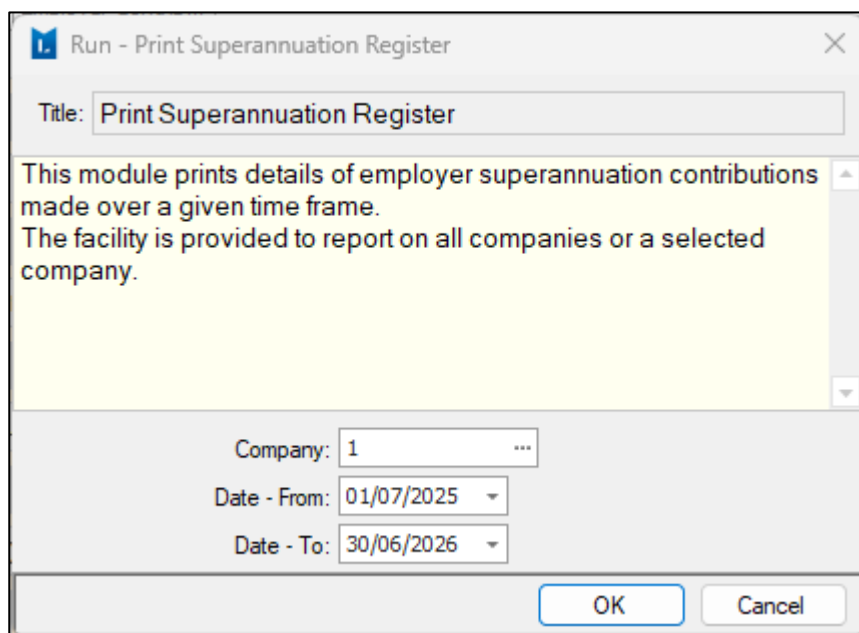 Run - Print Superannuation Register
Title: Print Superannuation Register
This module prints details of employer superannuation contributions
made over a given time frame.
The facility is provided to report on all companies or a selected
company.
Company: 1 ...
Date - From: 01/07/2025
Date - To: 30/06/2026
OK Cancel